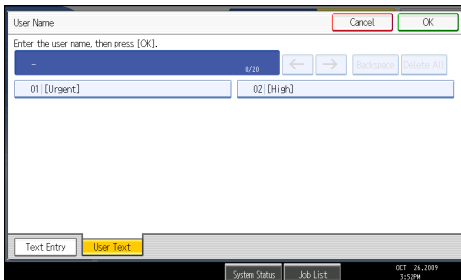 User Name
Cancel
OK
Enter the user name, then press [OK].
_
0/20
← →
Backspace
Delete All
01 [Urgent]
02 [High]
Text Entry
User Text
System Status
Job List
OCT 26,2009
3:52PM